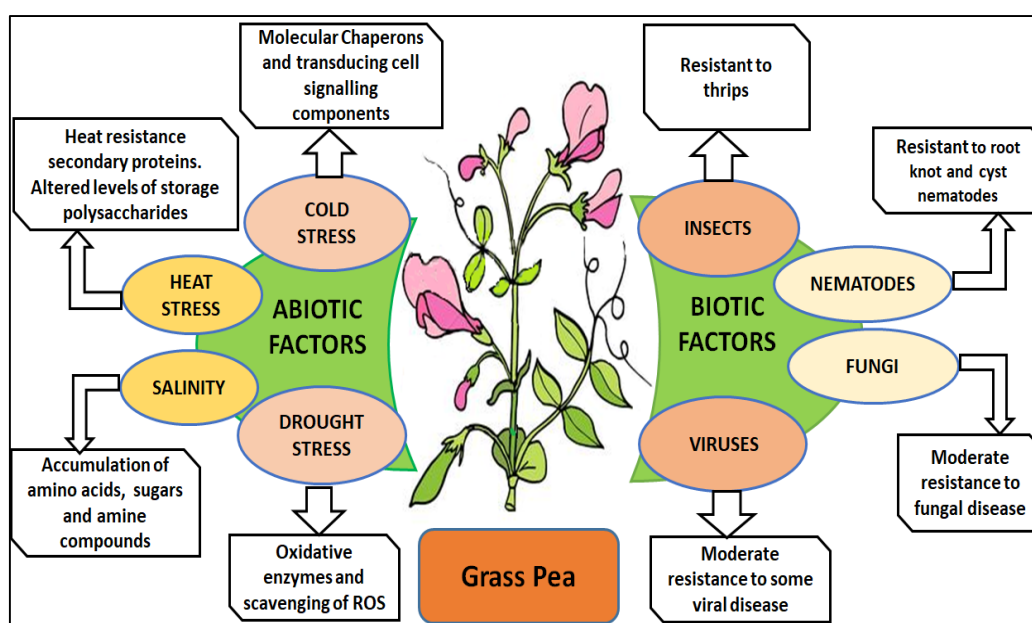 Molecular Chaperons
and transducing cell
signalling
components
Resistant to
thrips
Heat resistance
secondary proteins.
Altered levels of storage
polysaccharides
Resistant to root
knot and cyst
nematodes
COLD
STRESS
INSECTS
HEAT
STRESS
NEMATODES
ABIOTIC
FACTORS
BIOTIC
FACTORS
SALINITY
FUNGI
DROUGHT
STRESS
VIRUSES
Accumulation of
amino acids, sugars
and amine
compounds
Moderate
resistance to
fungal disease
Oxidative
enzymes and
scavenging of ROS
Grass Pea
Moderate
resistance to some
viral disease